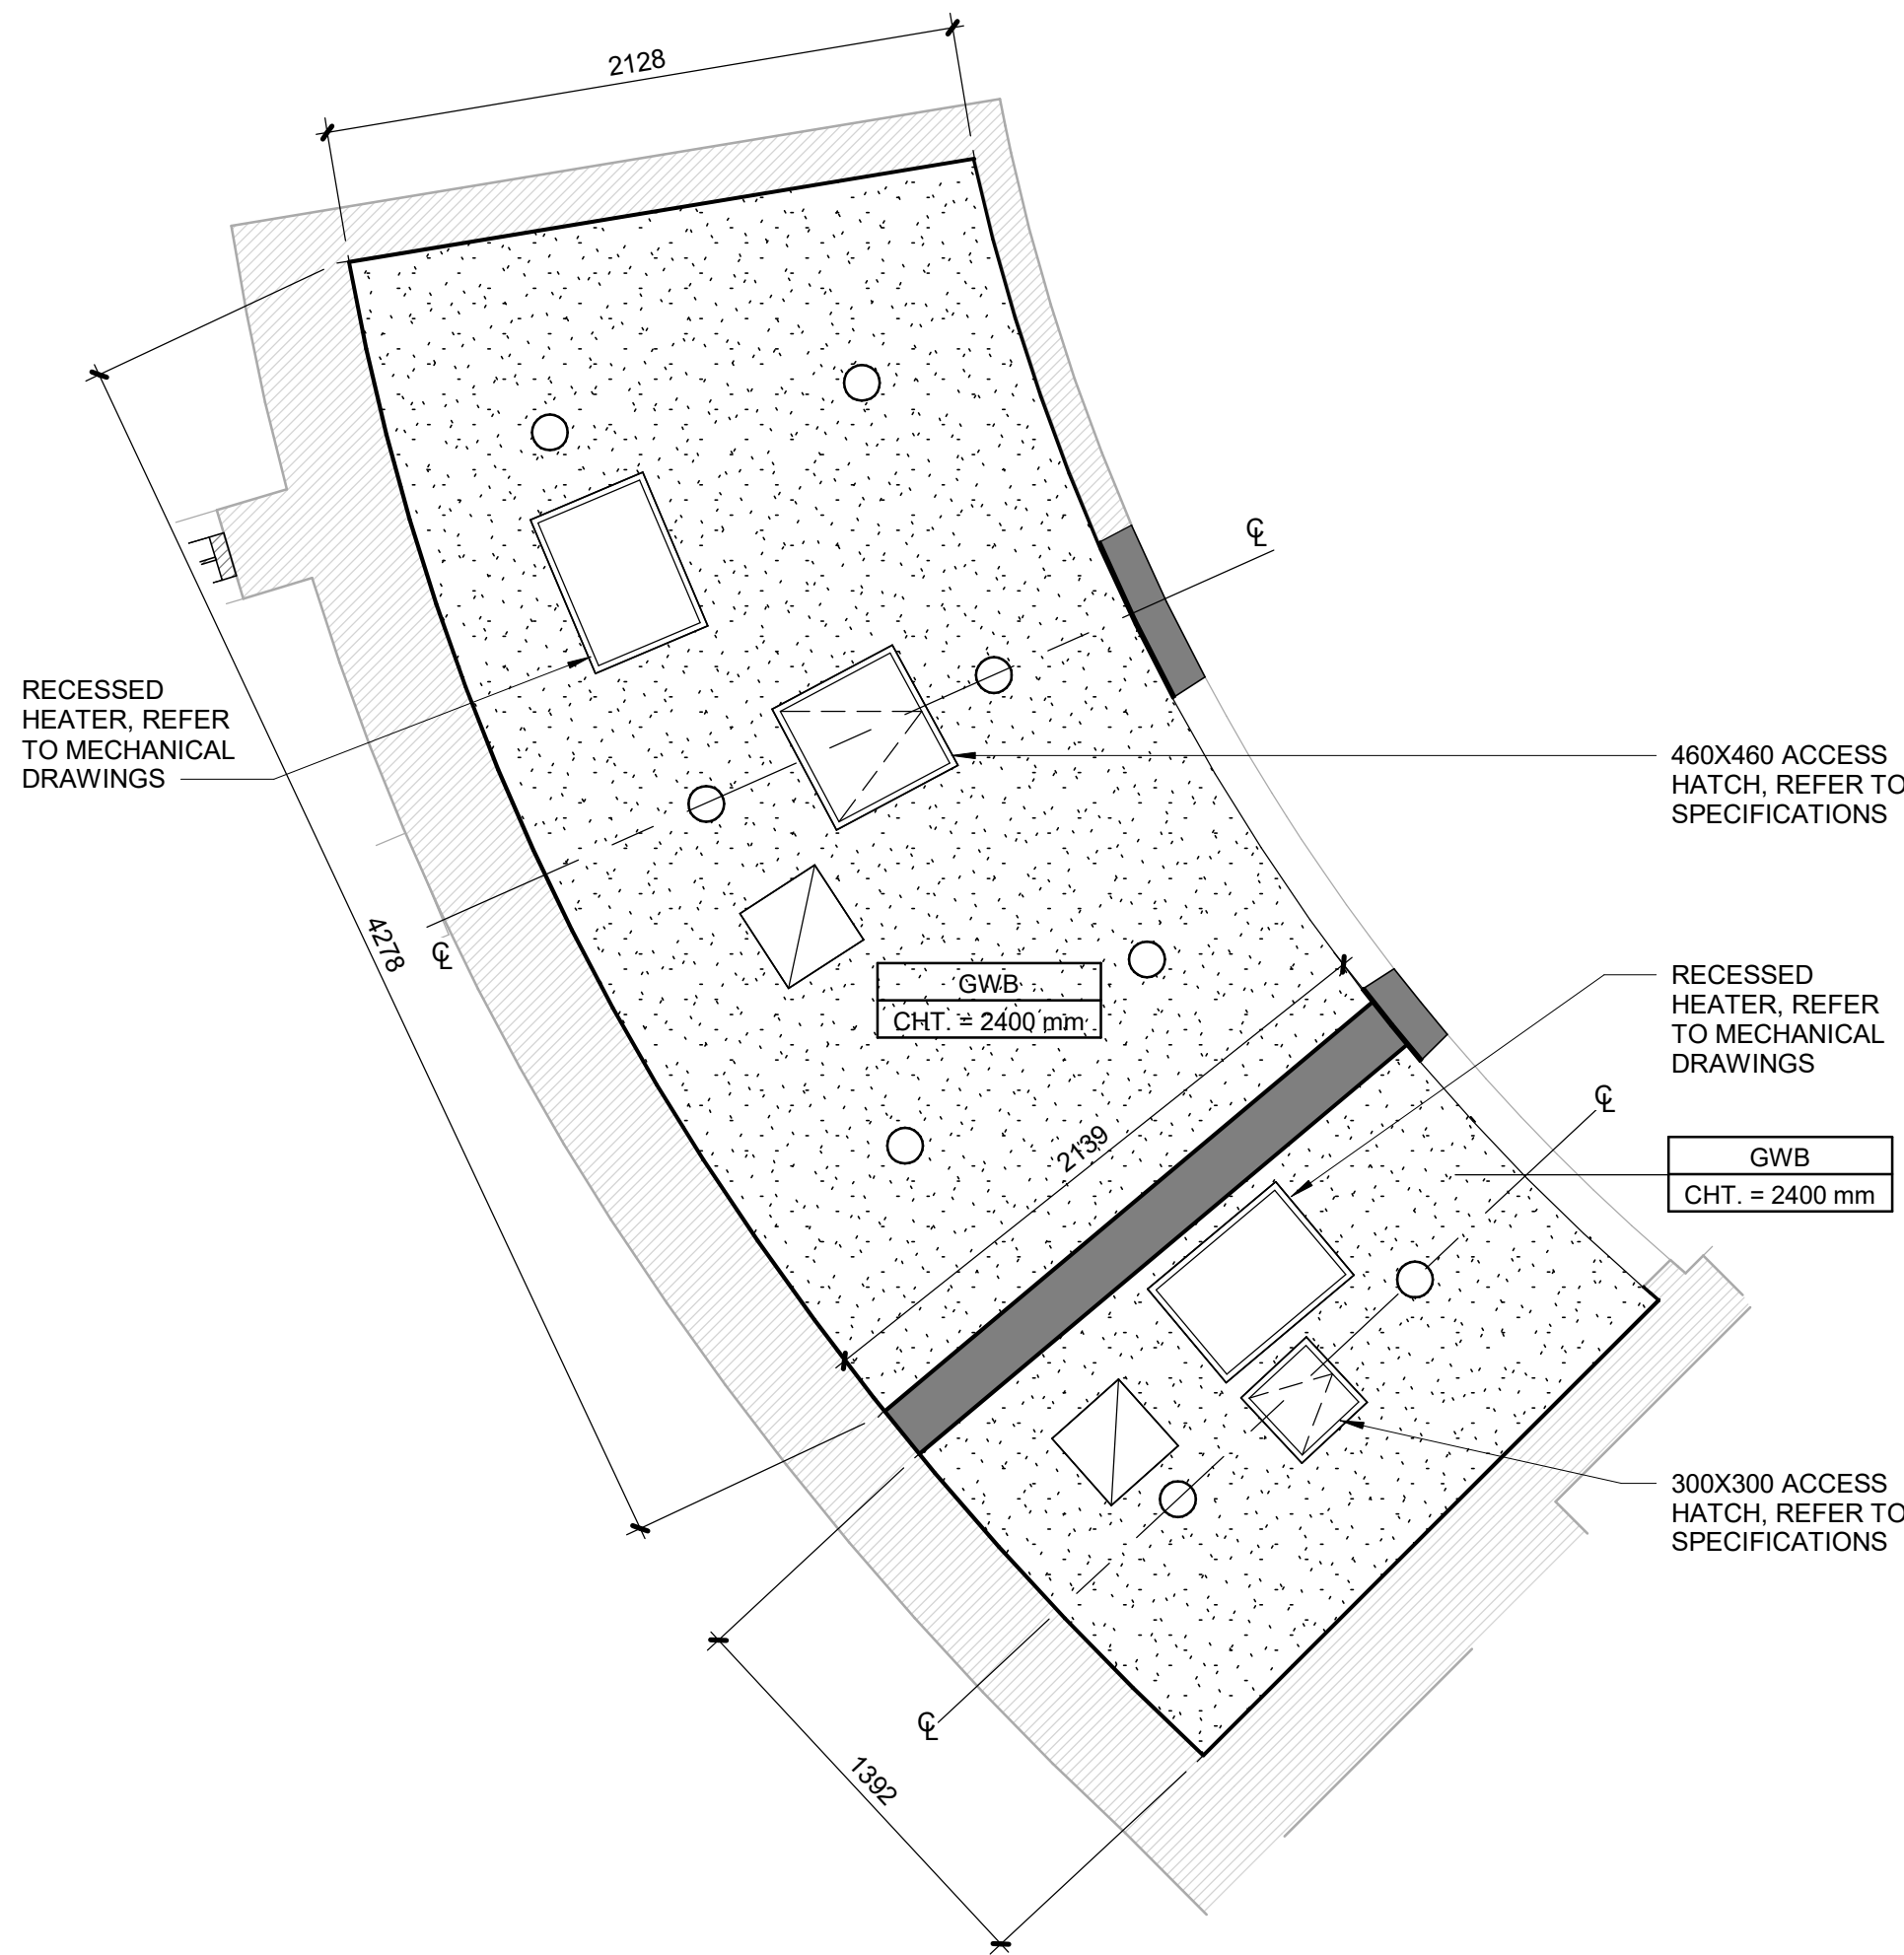 2128
℄
RECESSED
HEATER, REFER
TO MECHANICAL
DRAWINGS
460X460 ACCESS
HATCH, REFER TO
SPECIFICATIONS
4278
℄
GWB
CHT. = 2400 mm
RECESSED
HEATER, REFER
TO MECHANICAL
DRAWINGS
℄
2139
GWB
CHT. = 2400 mm
300X300 ACCESS
HATCH, REFER TO
SPECIFICATIONS
℄
1392